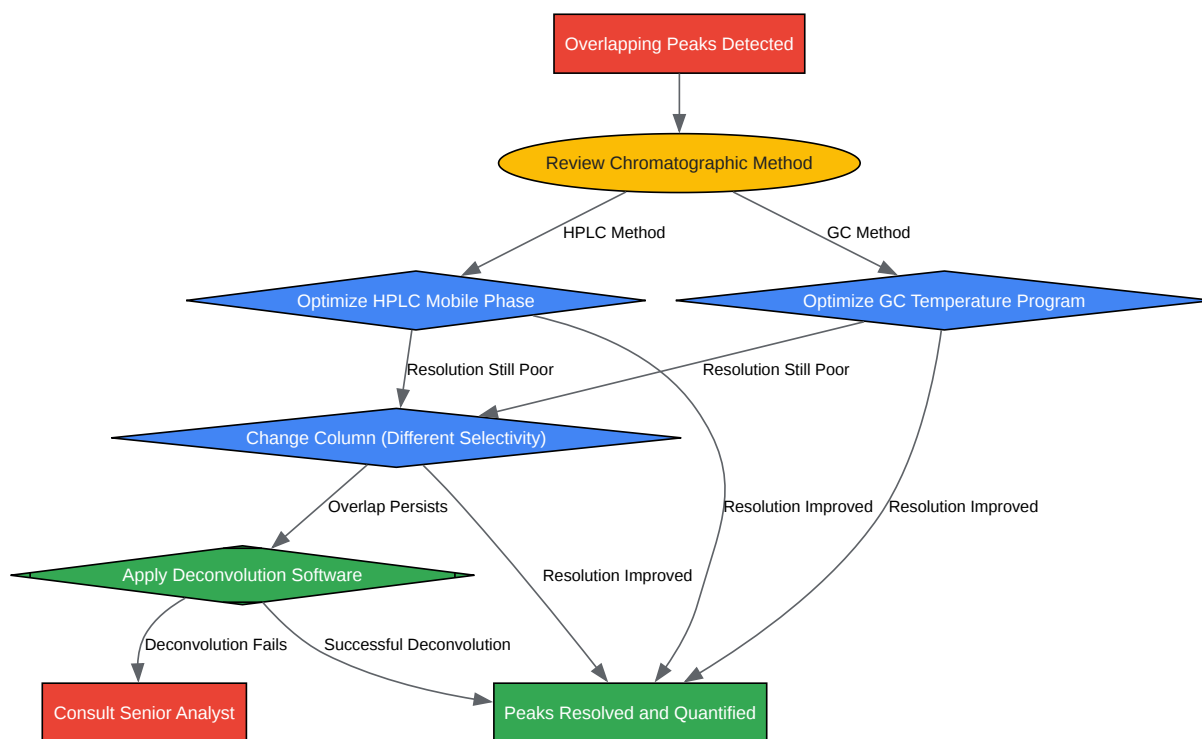 Overlapping Peaks Detected
Review Chromatographic Method
HPLC Method
GC Method
Optimize HPLC Mobile Phase
Optimize GC Temperature Program
Resolution Still Poor
Resolution Still Poor
Change Column (Different Selectivity)
Overlap Persists
Resolution Improved
Resolution Improved
Apply Deconvolution Software
Resolution Improved
Deconvolution Fails
Successful Deconvolution
Consult Senior Analyst
Peaks Resolved and Quantified